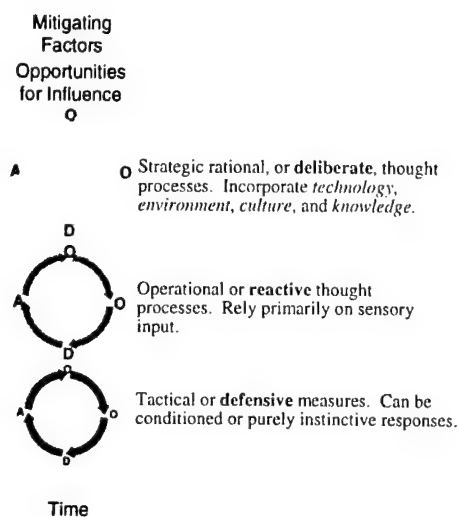 Mitigating
Factors
Opportunities
for Influence
O
A
O Strategic rational, or deliberate, thought
processes. Incorporate technology,
environment, culture, and knowledge.
D
O
A
O
Operational or reactive thought
processes. Rely primarily on sensory
input.
D
O
A
O
Tactical or defensive measures. Can be
conditioned or purely instinctive responses.
D
Time